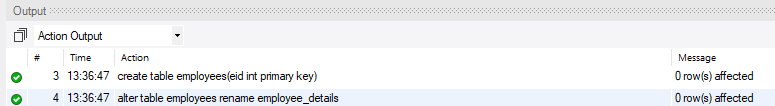 Output
Action Output
# Time Action Message
3 13:36:47 create table employees(eid int primary key) 0 row(s) affected
4 13:36:47 alter table employees rename employee_details 0 row(s) affected